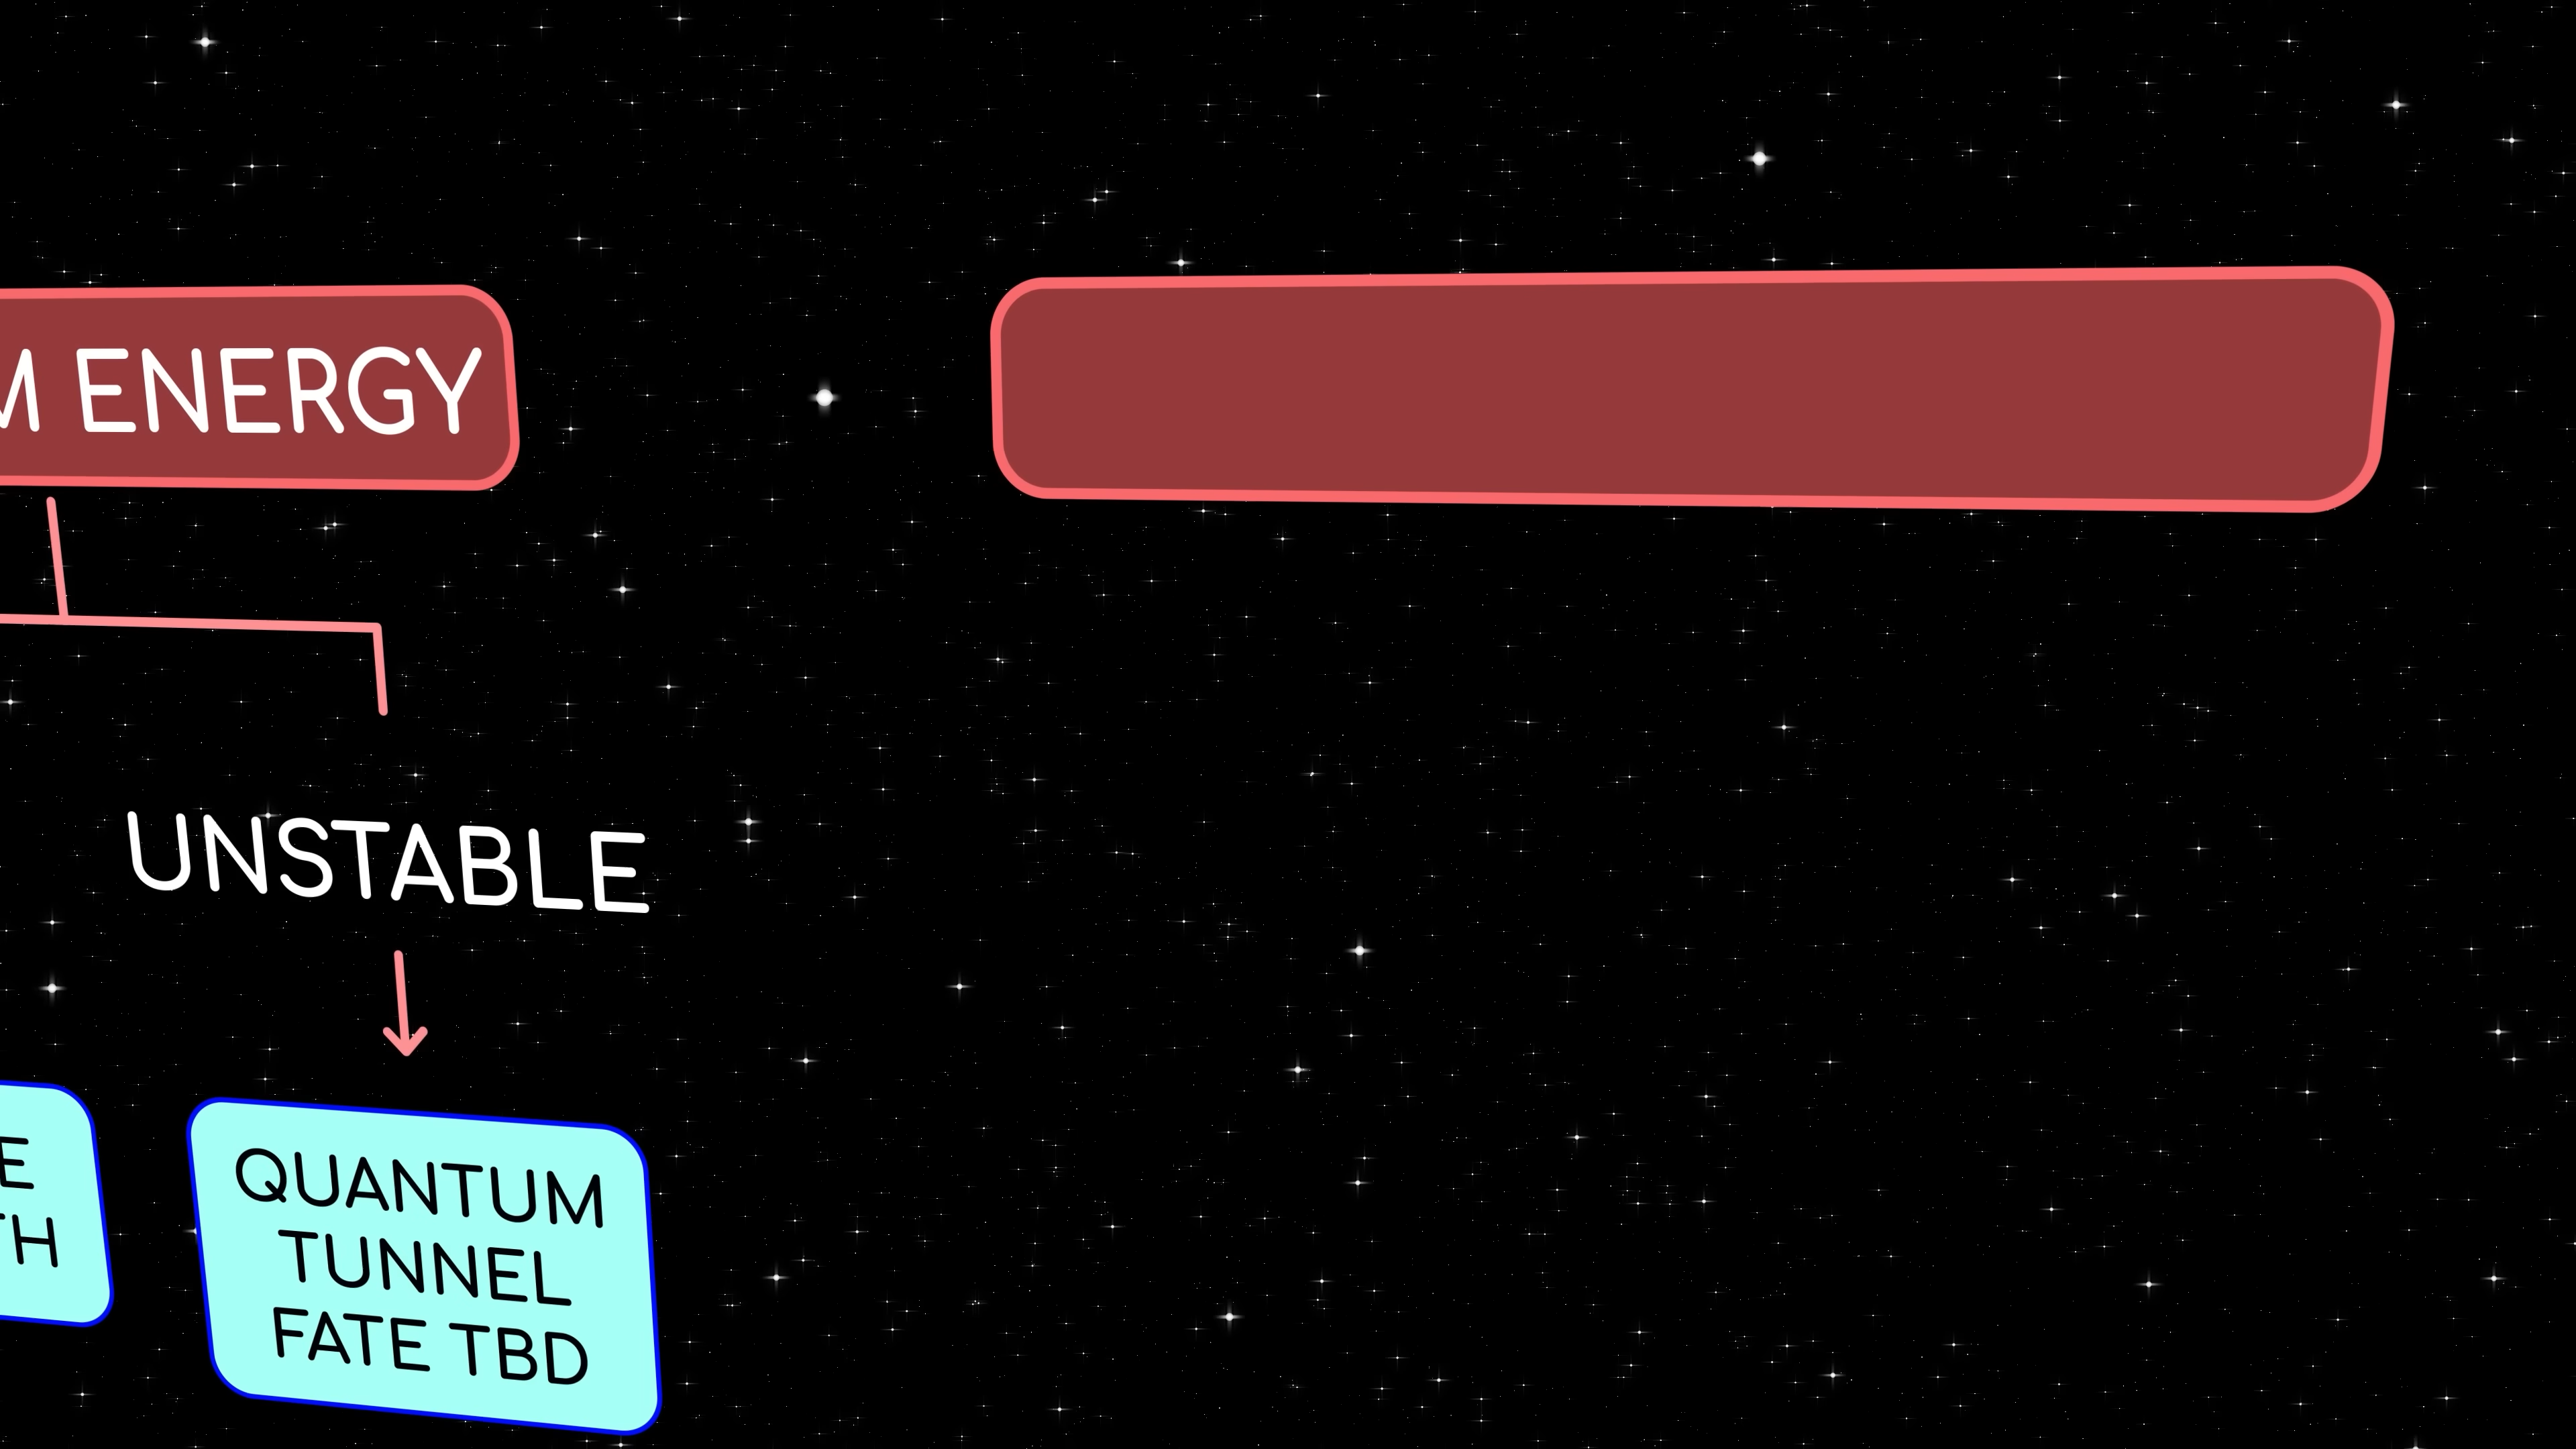 M ENERGY
UNSTABLE
E
TH
QUANTUM
TUNNEL
FATE TBD